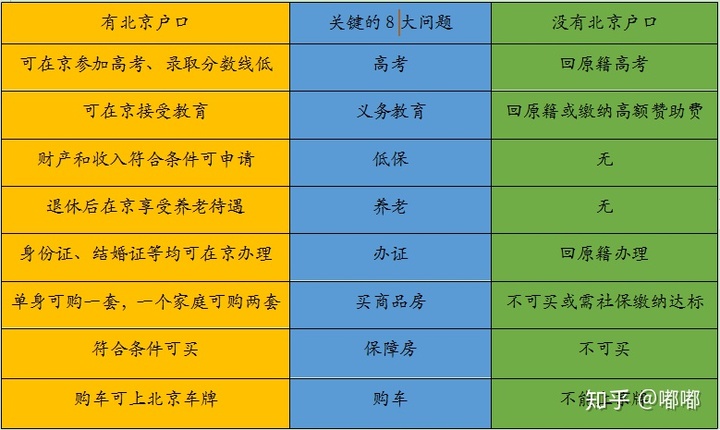 有北京户口 关键的8大问题 没有北京户口
可在京参加高考、录取分数线低 高考 回原籍高考
可在京接受教育 义务教育 回原籍或缴纳高额赞助费
财产和收入符合条件可申请 低保 无
退休后在京享受养老待遇 养老 无
身份证、结婚证等均可在京办理 办证 回原籍办理
单身可购一套，一个家庭可购两套 买商品房 不可买或需社保缴纳达标
符合条件可买 保障房 不可买
购车可上北京车牌 购车 不能
知乎 @嘟嘟